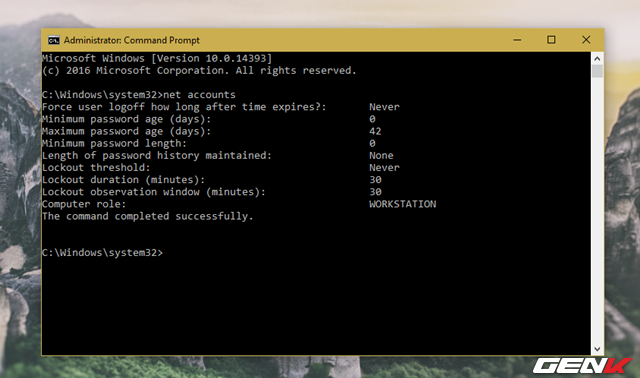 Administrator: Command Prompt
Microsoft Windows [Version 10.0.14393]
(c) 2016 Microsoft Corporation. All rights reserved.
C:\Windows\system32>net accounts
Force user logoff how long after time expires?: Never
Minimum password age (days): 0
Maximum password age (days): 42
Minimum password length: 0
Length of password history maintained: None
Lockout threshold: Never
Lockout duration (minutes): 30
Lockout observation window (minutes): 30
Computer role: WORKSTATION
The command completed successfully.
C:\Windows\system32>
GENK